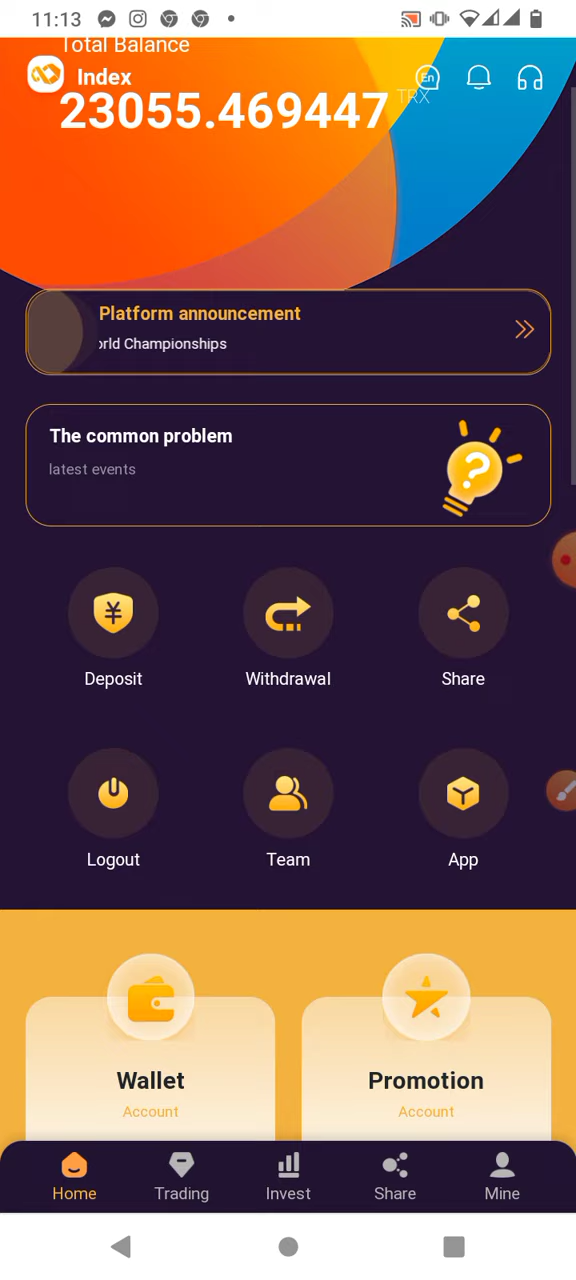 11:13
Total Balance
Index
En
23055.469447 TRX
Platform announcement
orld Championships
The common problem
latest events
Deposit
Withdrawal
Share
Logout
Team
App
Wallet
Promotion
Account
Account
Home
Trading
Invest
Share
Mine